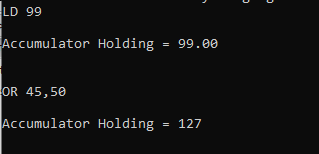 LD 99
Accumulator Holding = 99.00
OR 45,50
Accumulator Holding = 127